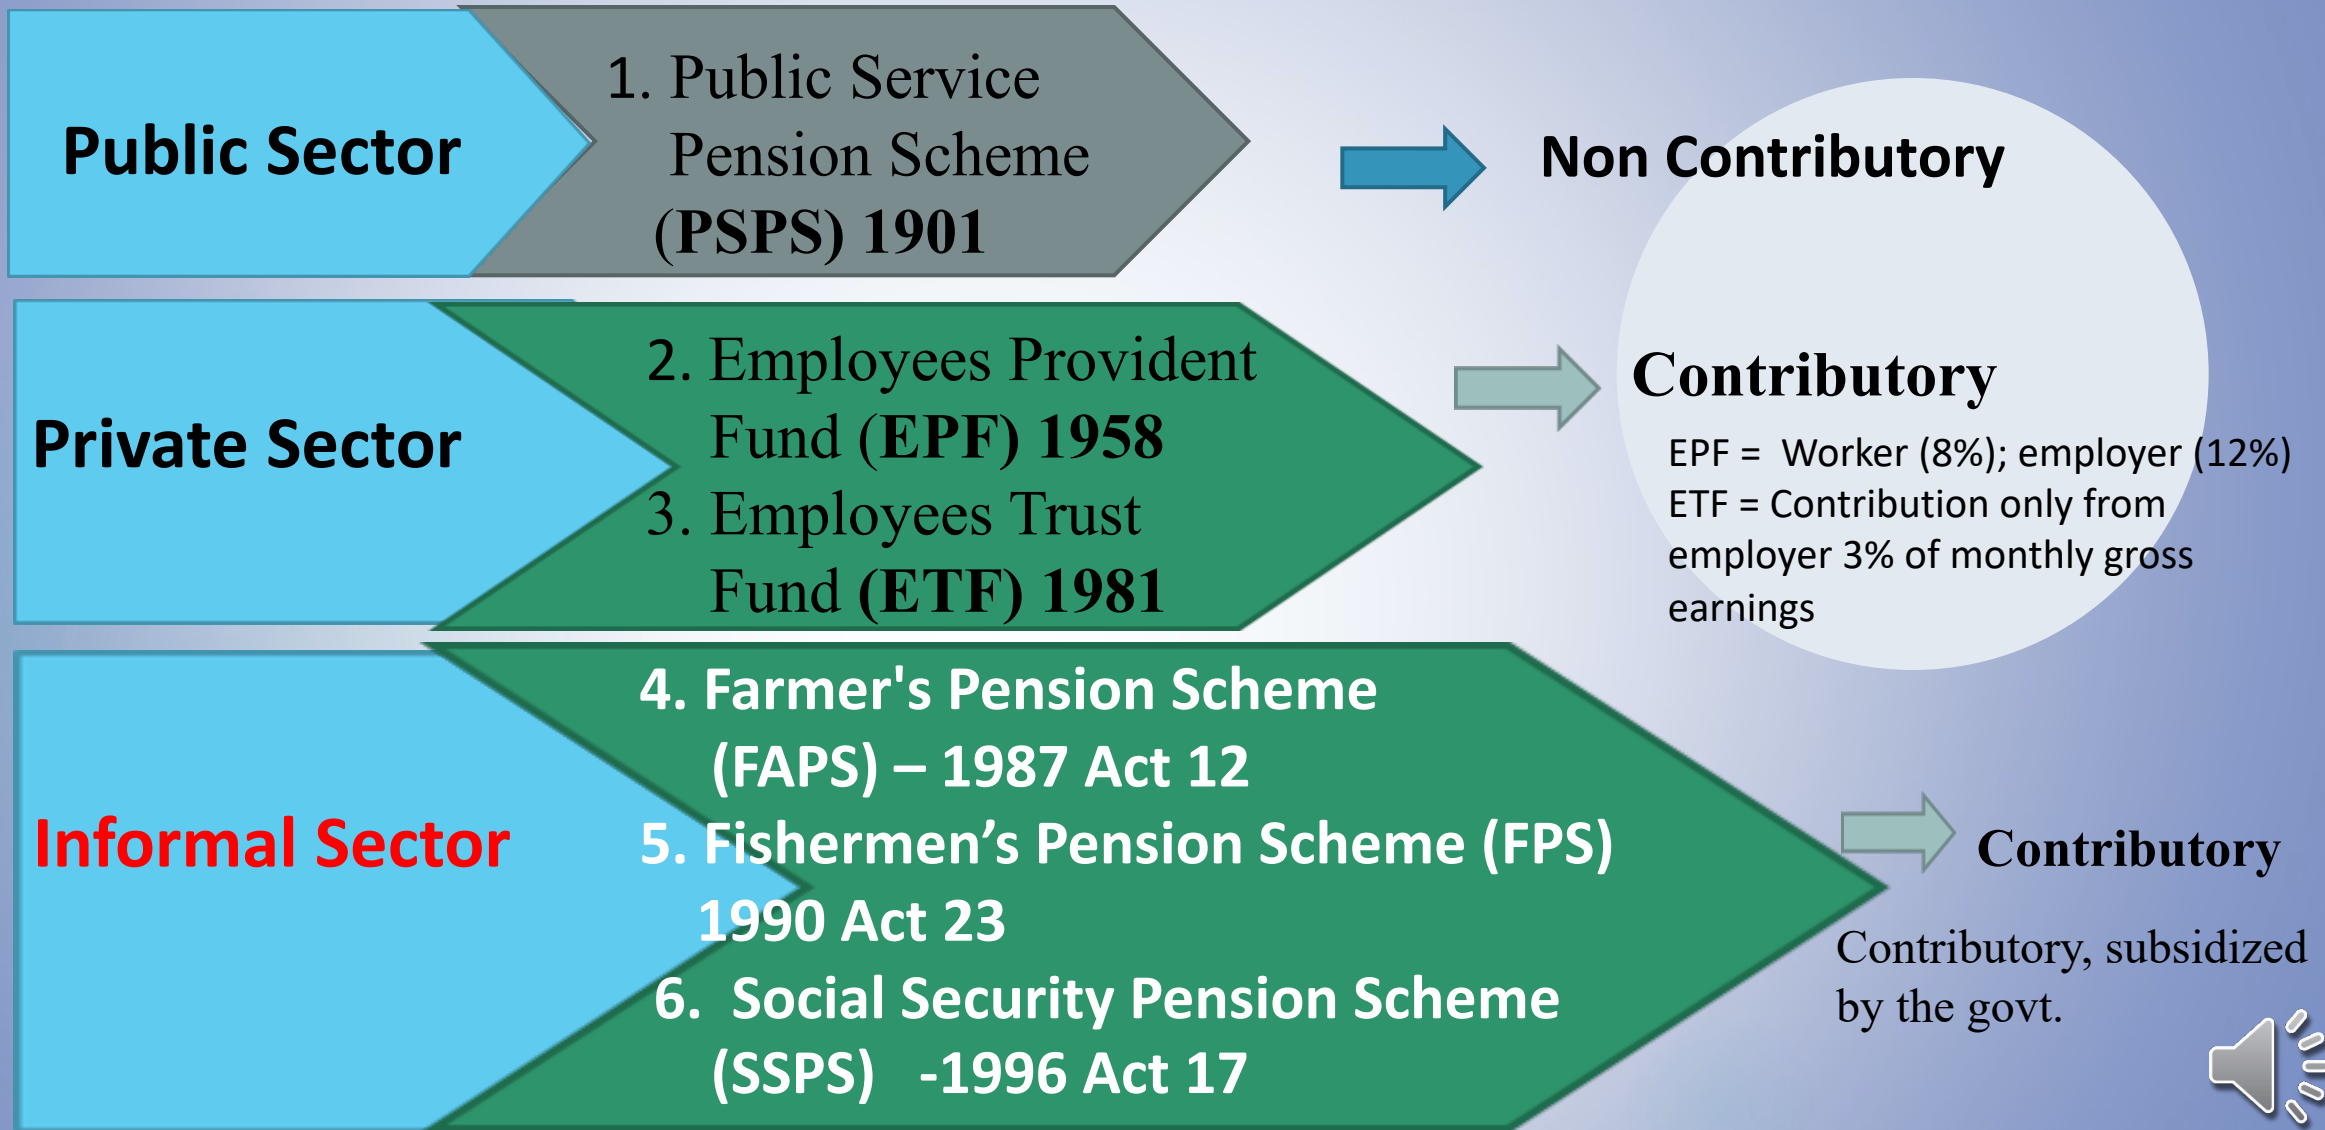 Public Sector
1. Public Service
Pension Scheme
(PSPS) 1901
Non Contributory
Private Sector
2. Employees Provident
Fund (EPF) 1958
3. Employees Trust
Fund (ETF) 1981
Contributory
EPF =  Worker (8%); employer (12%)
ETF = Contribution only from
employer 3% of monthly gross
earnings
Informal Sector
4. Farmer's Pension Scheme
(FAPS) – 1987 Act 12
5. Fishermen’s Pension Scheme (FPS)
1990 Act 23
6.  Social Security Pension Scheme
(SSPS)   -1996 Act 17
Contributory
Contributory, subsidized
by the govt.